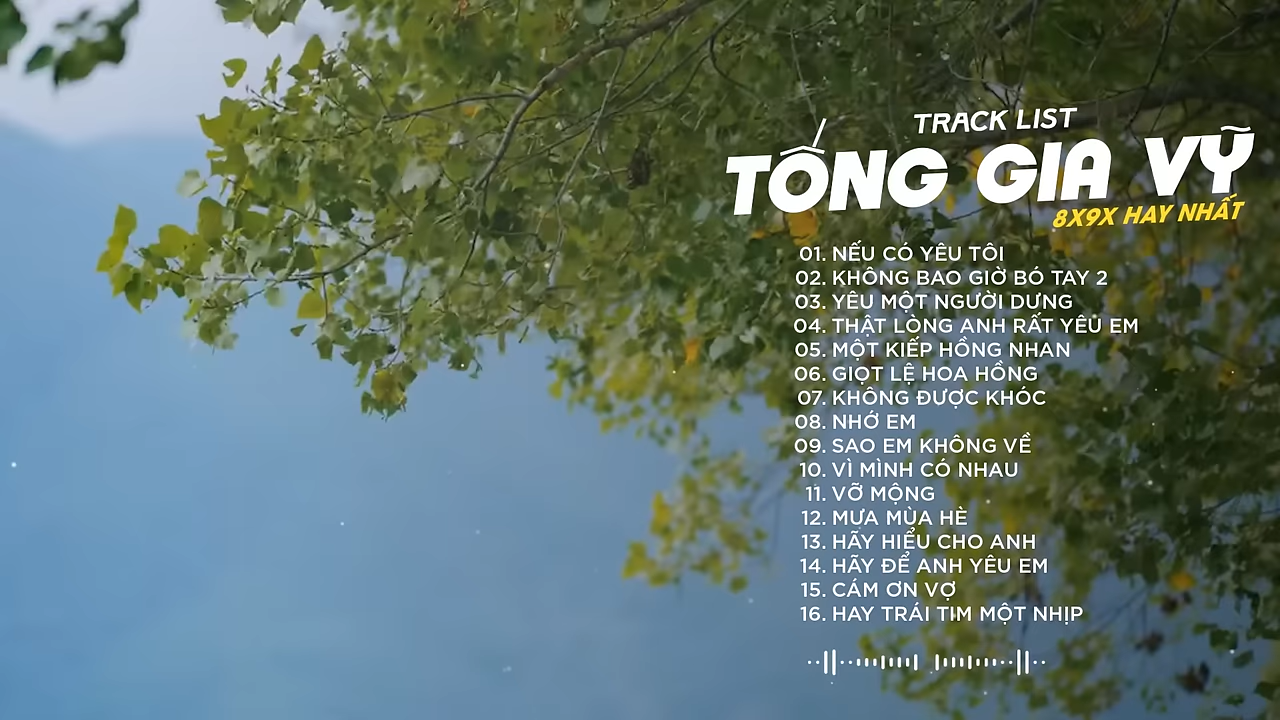 TRACK LIST
TỐNG GIA VỸ
8X9X HAY NHẤT
01. NẾU CÓ YÊU TÔI
02. KHÔNG BAO GIỜ BÓ TAY 2
03. YÊU MỘT NGƯỜI DƯNG
04. THẬT LÒNG ANH RẤT YÊU EM
05. MỘT KIẾP HỒNG NHAN
06. GIỌT LỆ HOA HỒNG
07. KHÔNG ĐƯỢC KHÓC
08. NHỚ EM
09. SAO EM KHÔNG VỀ
10. VÌ MÌNH CÓ NHAU
11. VỠ MỘNG
12. MƯA MÙA HÈ
13. HÃY HIỂU CHO ANH
14. HÃY ĐỂ ANH YÊU EM
15. CÁM ƠN VỢ
16. HAY TRÁI TIM MỘT NHỊP